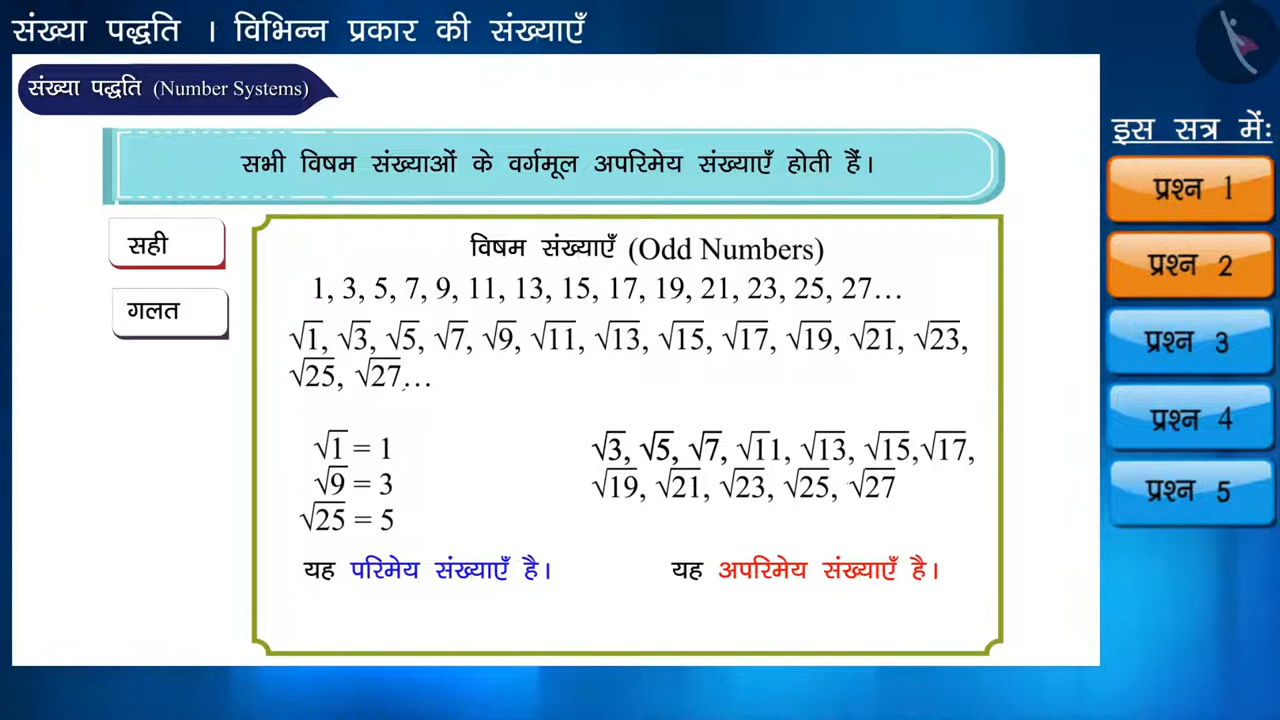 संख्या पद्धति । विभिन्न प्रकार की संख्याएँ
संख्या पद्धति (Number Systems)
इस सत्र में:
सभी विषम संख्याओं के वर्गमूल अपरिमेय संख्याएँ होती हैं।
प्रश्न 1
सही
विषम संख्याएँ (Odd Numbers)
प्रश्न 2
गलत
1, 3, 5, 7, 9, 11, 13, 15, 17, 19, 21, 23, 25, 27...
√1, √3, √5, √7, √9, √11, √13, √15, √17, √19, √21, √23,
√25, √27...
प्रश्न 3
प्रश्न 4
प्रश्न 5
√1 = 1
√9 = 3
√25 = 5
यह परिमेय संख्याएँ है।
√3, √5, √7, √11, √13, √15, √17,
√19, √21, √23, √25, √27
यह अपरिमेय संख्याएँ है।